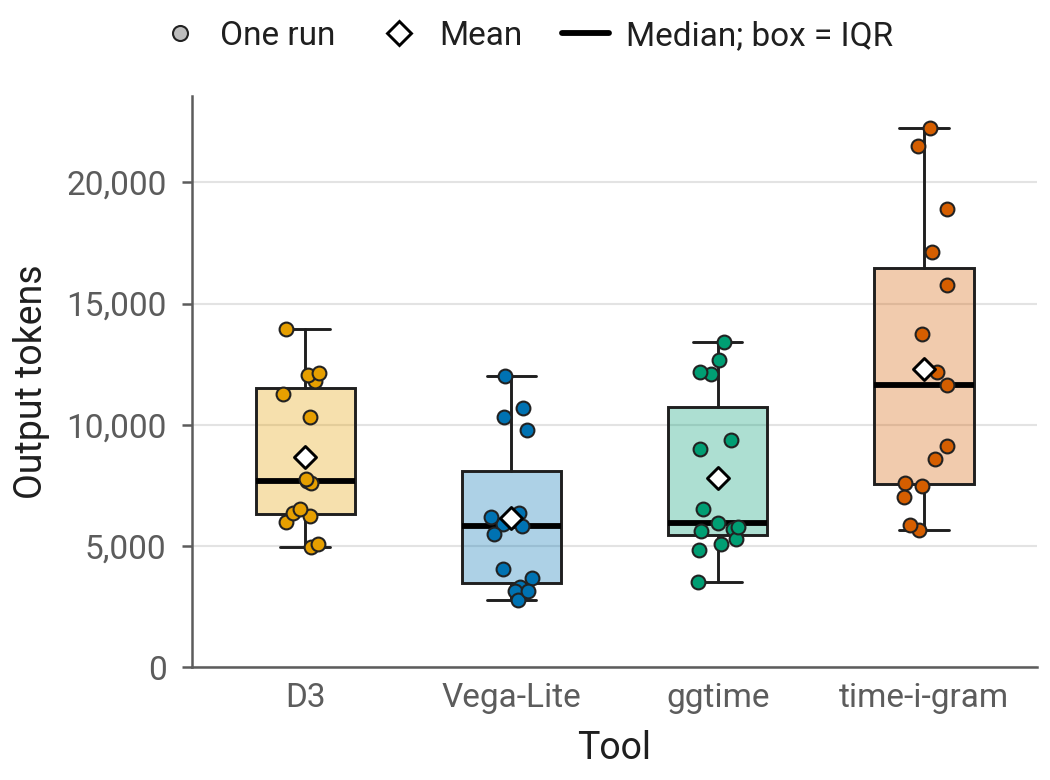 One run Mean Median; box = IQR
Output tokens
20,000
15,000
10,000
5,000
0
D3 Vega-Lite ggtime time-i-gram
Tool